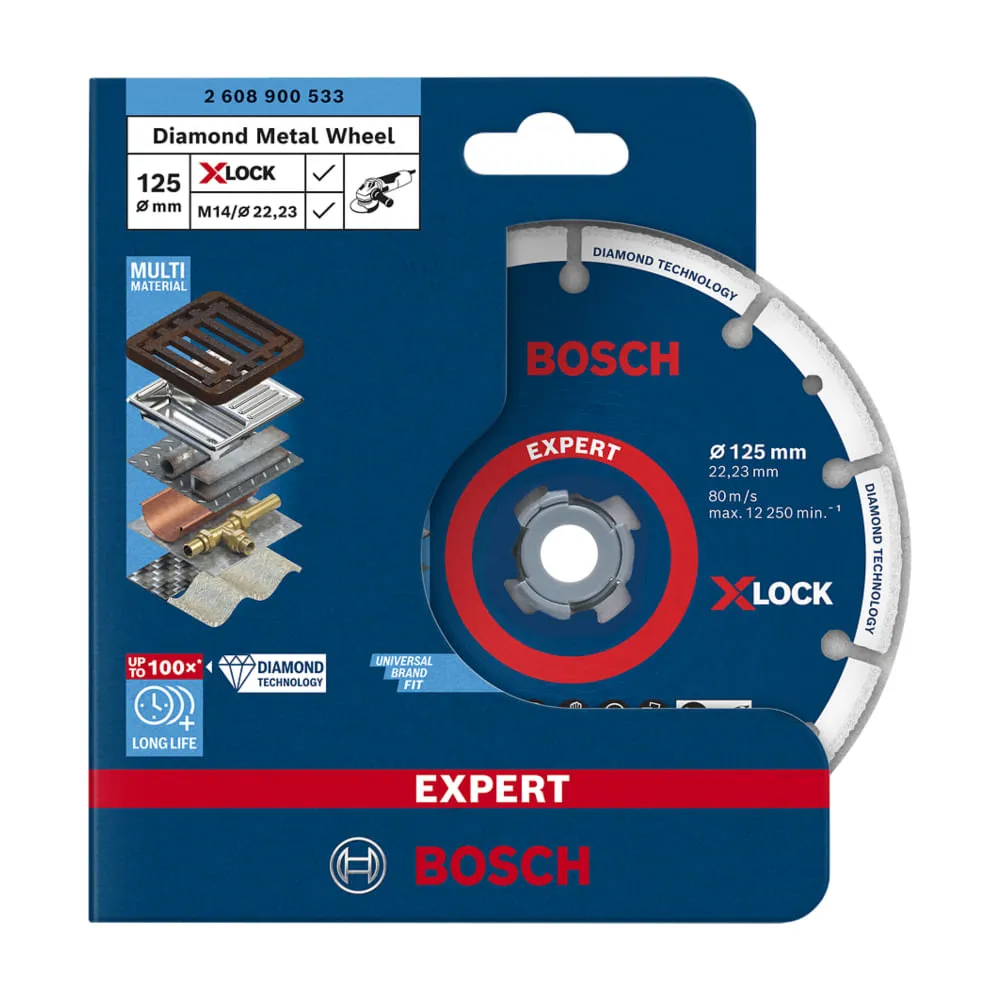 2 608 900 533
Diamond Metal Wheel
125
Ø mm
XLOCK
M14/Ø 22,23
MULTI
MATERIAL
DIAMOND TECHNOLOGY
BOSCH
EXPERT
Ø 125 mm
22,23 mm
80 m/s
max. 12 250 min.⁻¹
DIAMOND TECHNOLOGY
XLOCK
UP TO 100x*
DIAMOND
TECHNOLOGY
LONG LIFE
UNIVERSAL
BRAND
FIT
EXPERT
BOSCH